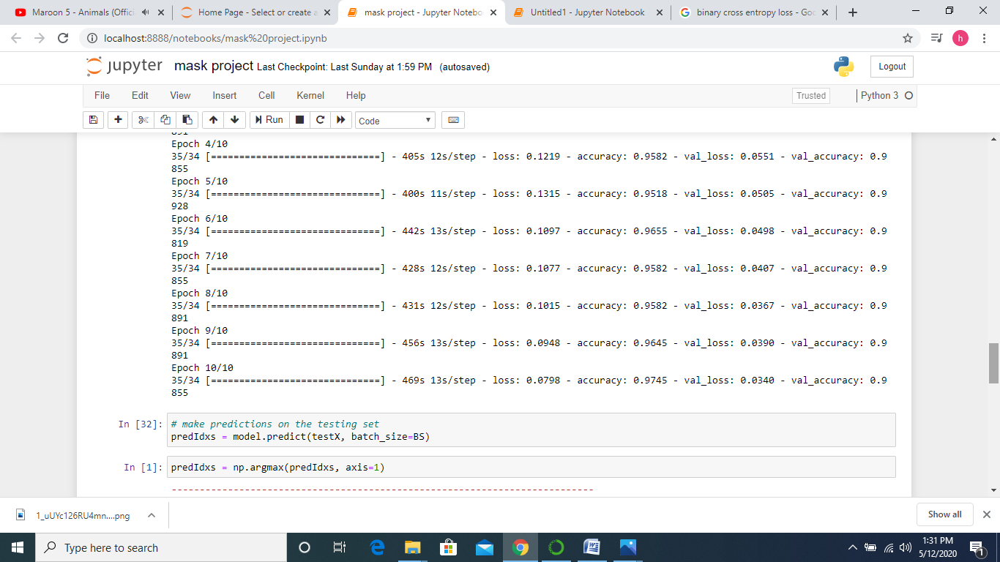 Maroon 5 - Animals (Offici
Home Page - Select or create a
mask project - Jupyter Notebo
Untitled1 - Jupyter Notebook
binary cross entropy loss - Goo
localhost:8888/notebooks/mask%20project.ipynb
h
jupyter mask project Last Checkpoint: Last Sunday at 1:59 PM (autosaved)
Logout
File Edit View Insert Cell Kernel Help
Trusted
Python 3
Run
Code
891
Epoch 4/10
35/34 [==============================] - 405s 12s/step - loss: 0.1219 - accuracy: 0.9582 - val_loss: 0.0551 - val_accuracy: 0.9
855
Epoch 5/10
35/34 [==============================] - 400s 11s/step - loss: 0.1315 - accuracy: 0.9518 - val_loss: 0.0505 - val_accuracy: 0.9
928
Epoch 6/10
35/34 [==============================] - 442s 13s/step - loss: 0.1097 - accuracy: 0.9655 - val_loss: 0.0498 - val_accuracy: 0.9
819
Epoch 7/10
35/34 [==============================] - 428s 12s/step - loss: 0.1077 - accuracy: 0.9582 - val_loss: 0.0407 - val_accuracy: 0.9
855
Epoch 8/10
35/34 [==============================] - 431s 12s/step - loss: 0.1015 - accuracy: 0.9582 - val_loss: 0.0367 - val_accuracy: 0.9
891
Epoch 9/10
35/34 [==============================] - 456s 13s/step - loss: 0.0948 - accuracy: 0.9645 - val_loss: 0.0390 - val_accuracy: 0.9
891
Epoch 10/10
35/34 [==============================] - 469s 13s/step - loss: 0.0798 - accuracy: 0.9745 - val_loss: 0.0340 - val_accuracy: 0.9
855
In [32]: # make predictions on the testing set
predIdxs = model.predict(testX, batch_size=BS)
In [1]: predIdxs = np.argmax(predIdxs, axis=1)
---------------------------------------------------------------------------
1_uUYc126RU4mn....png
Show all
Type here to search
1:31 PM
5/12/2020
1